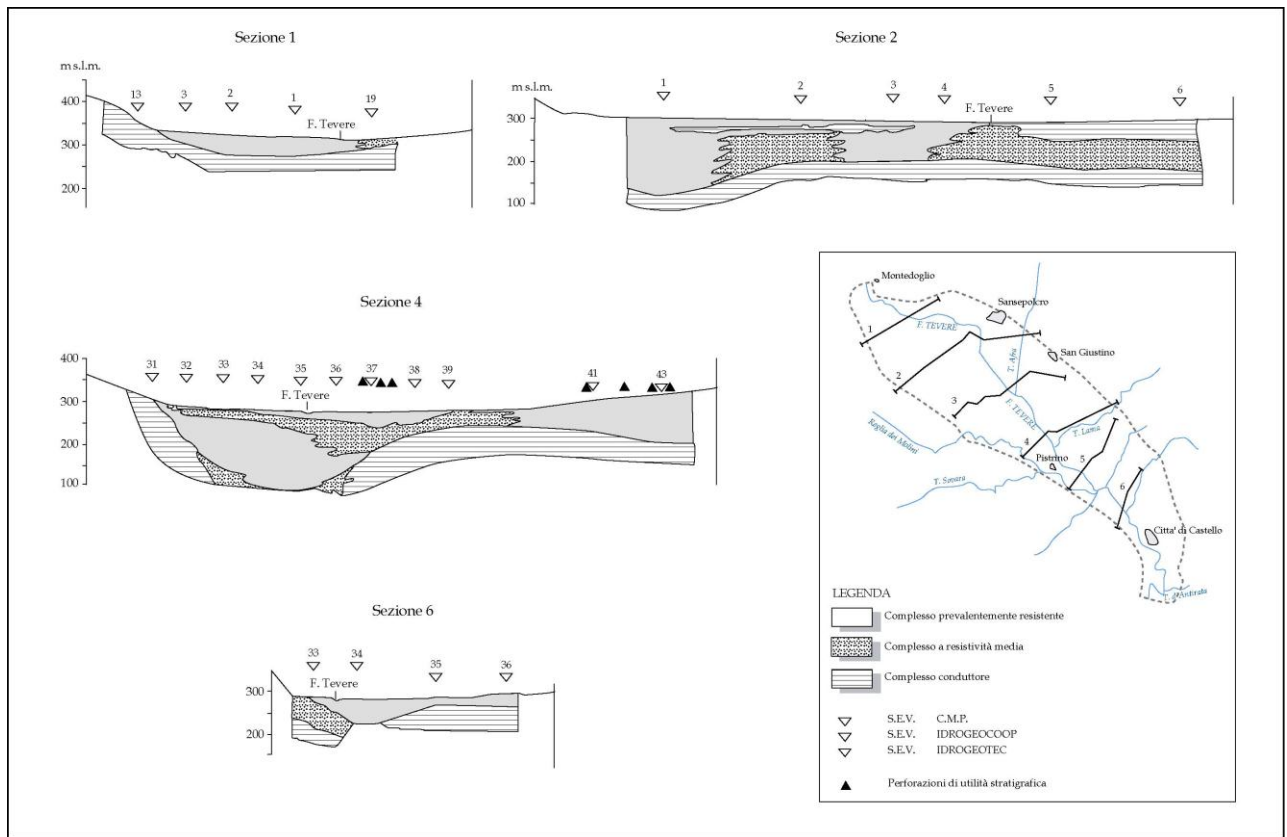 Sezione 1
m s.l.m.
400
300
200
13 3 2 1 19
F. Tevere
Sezione 2
m s.l.m.
300
200
100
1 2 3 4 5 6
F. Tevere
Sezione 4
400
300
200
100
31 32 33 34 35 36 37 38 39 41 43
F. Tevere
Sezione 6
300
200
33 34 35 36
F. Tevere
Montedoglio
Sansepolcro
1
F. TEVERE
T. Afra
San Giustino
2
3
F. TEVERE
Reglia dei Molini
4
T. Lama
Pistrino
5
T. Sovara
6
Citta' di Castello
LEGENDA
Complesso prevalentemente resistente
Complesso a resistività media
Complesso conduttore
S.E.V. C.M.P.
S.E.V. IDROGEOCOOP
S.E.V. IDROGEOTEC
Perforazioni di utilità stratigrafica